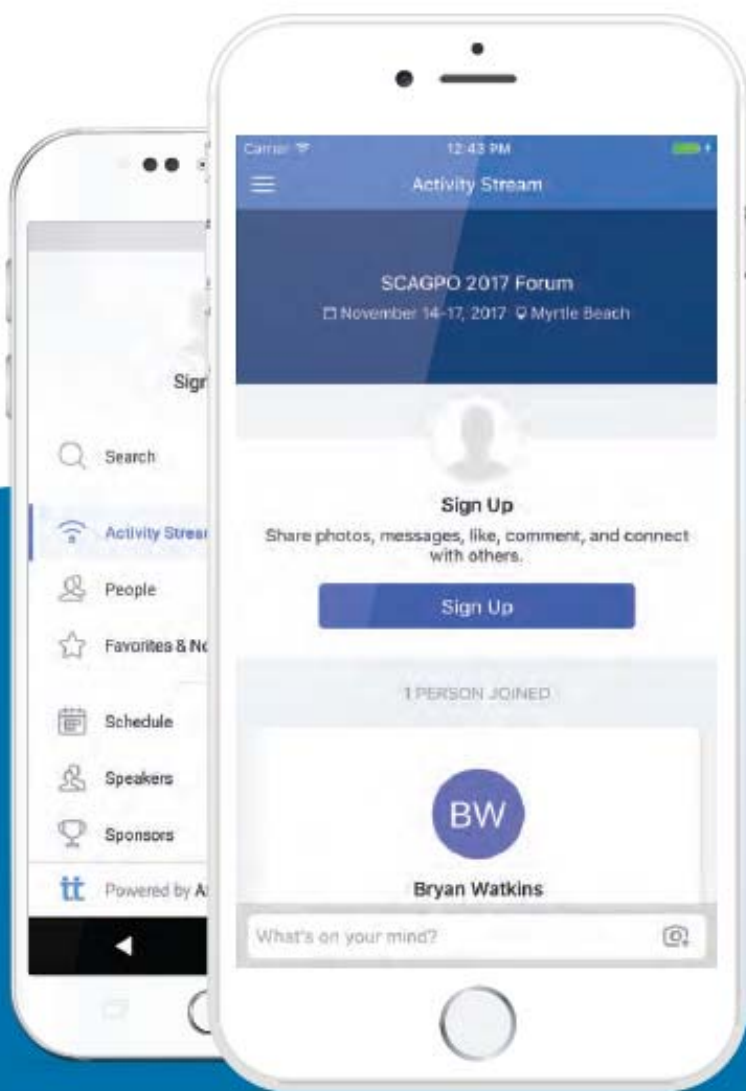 Sign
Search
Activity Strea
People
Favorites & No
Schedule
Speakers
Sponsors
tt Powered by A
Carrier 12:43 PM
Activity Stream
SCAGPO 2017 Forum
November 14-17, 2017 Myrtle Beach
Sign Up
Share photos, messages, like, comment, and connect
with others.
Sign Up
1 PERSON JOINED
BW
Bryan Watkins
What's on your mind?